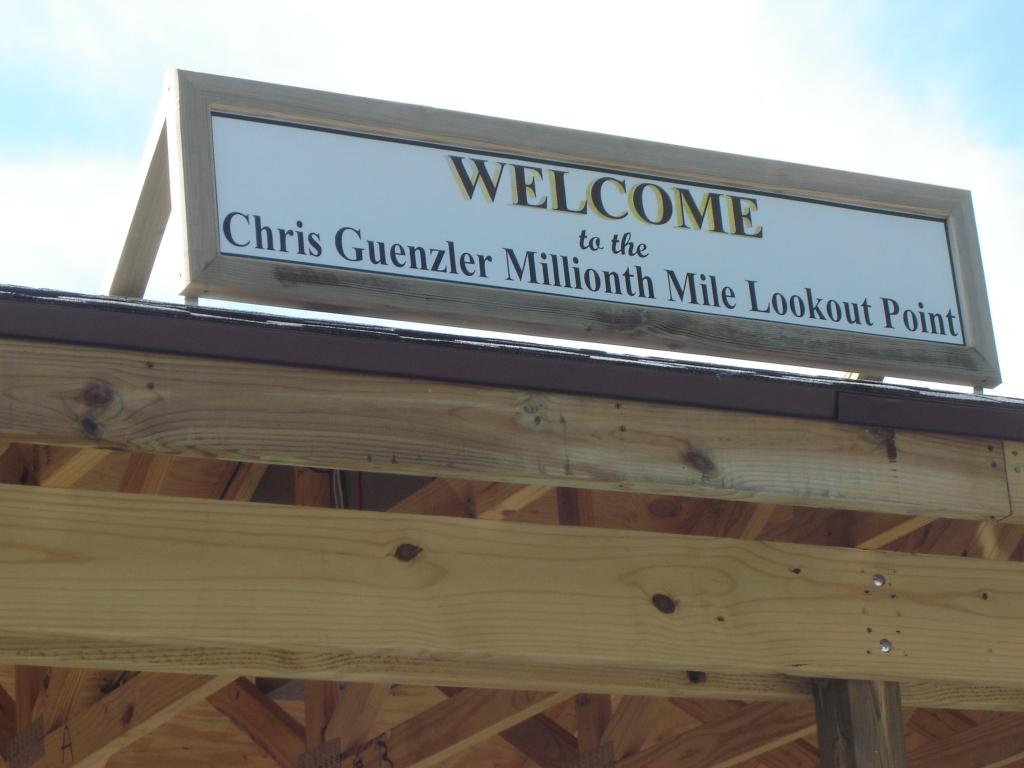 WELCOME
to the
Chris Guenzler Millionth Mile Lookout Point
A